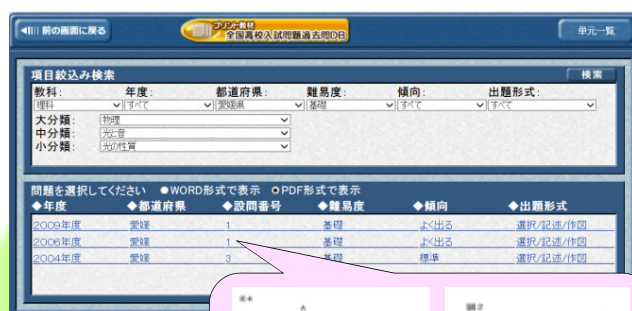 ◀III 前の画面に戻る
プリント教材
全国高校入試問題過去問DB
単元一覧
項目絞込み検索
検索
教科: 年度: 都道府県: 難易度: 傾向: 出題形式:
理科 すべて 愛媛県 基礎 すべて すべて
大分類: 物理
中分類: 光と音
小分類: 光の性質
問題を選択してください ●WORD形式で表示 ●PDF形式で表示
◆年度 ◆都道府県 ◆設問番号 ◆難易度 ◆傾向 ◆出題形式
2009年度 愛媛 1 基礎 よく出る 選択/記述/作図
2006年度 愛媛 1 基礎 よく出る 選択/記述/作図
2004年度 愛媛 3 基礎 標準 選択/記述/作図
図2